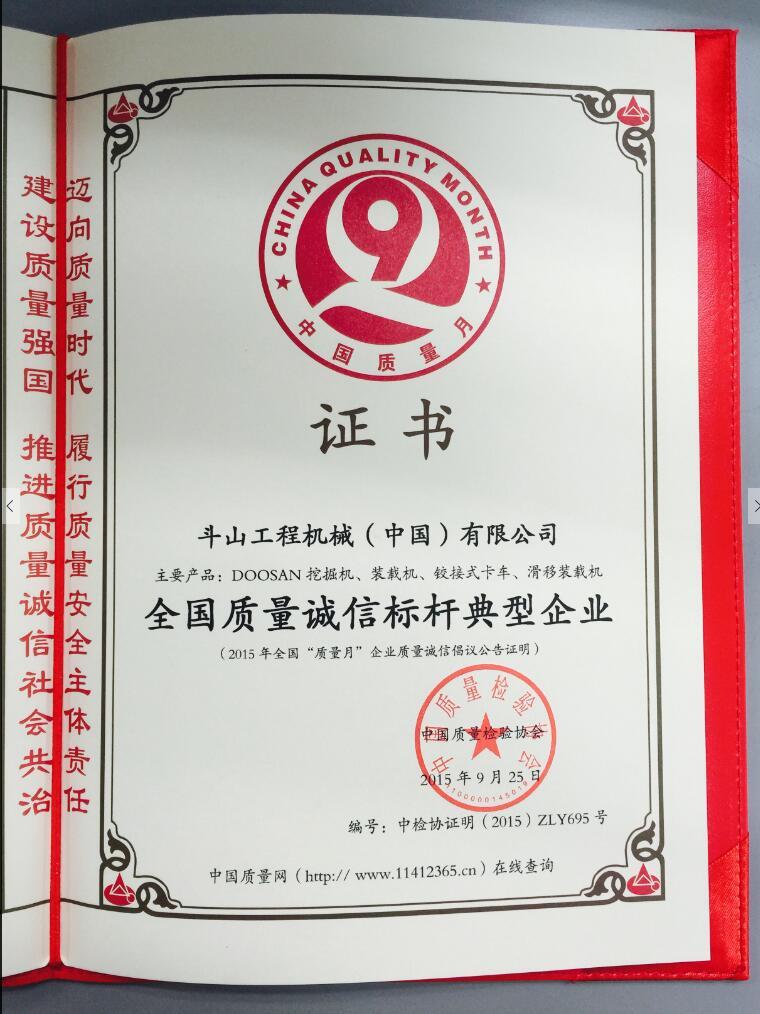 建设质量强国 推进质量诚信社会共治
迈向质量时代 履行质量安全主体责任
CHINA QUALITY MONTH
9
中国质量月
证书
斗山工程机械（中国）有限公司
主要产品：DOOSAN 挖掘机、装载机、铰接式卡车、滑移装载机
全国质量诚信标杆典型企业
（2015 年全国“质量月”企业质量诚信倡议公告证明）
中国质量检验协会
中国质量检验协会
2015 年 9 月 25 日
编号：中检协证明（2015）ZLY695 号
中国质量网（http:// www.11412365.cn）在线查询